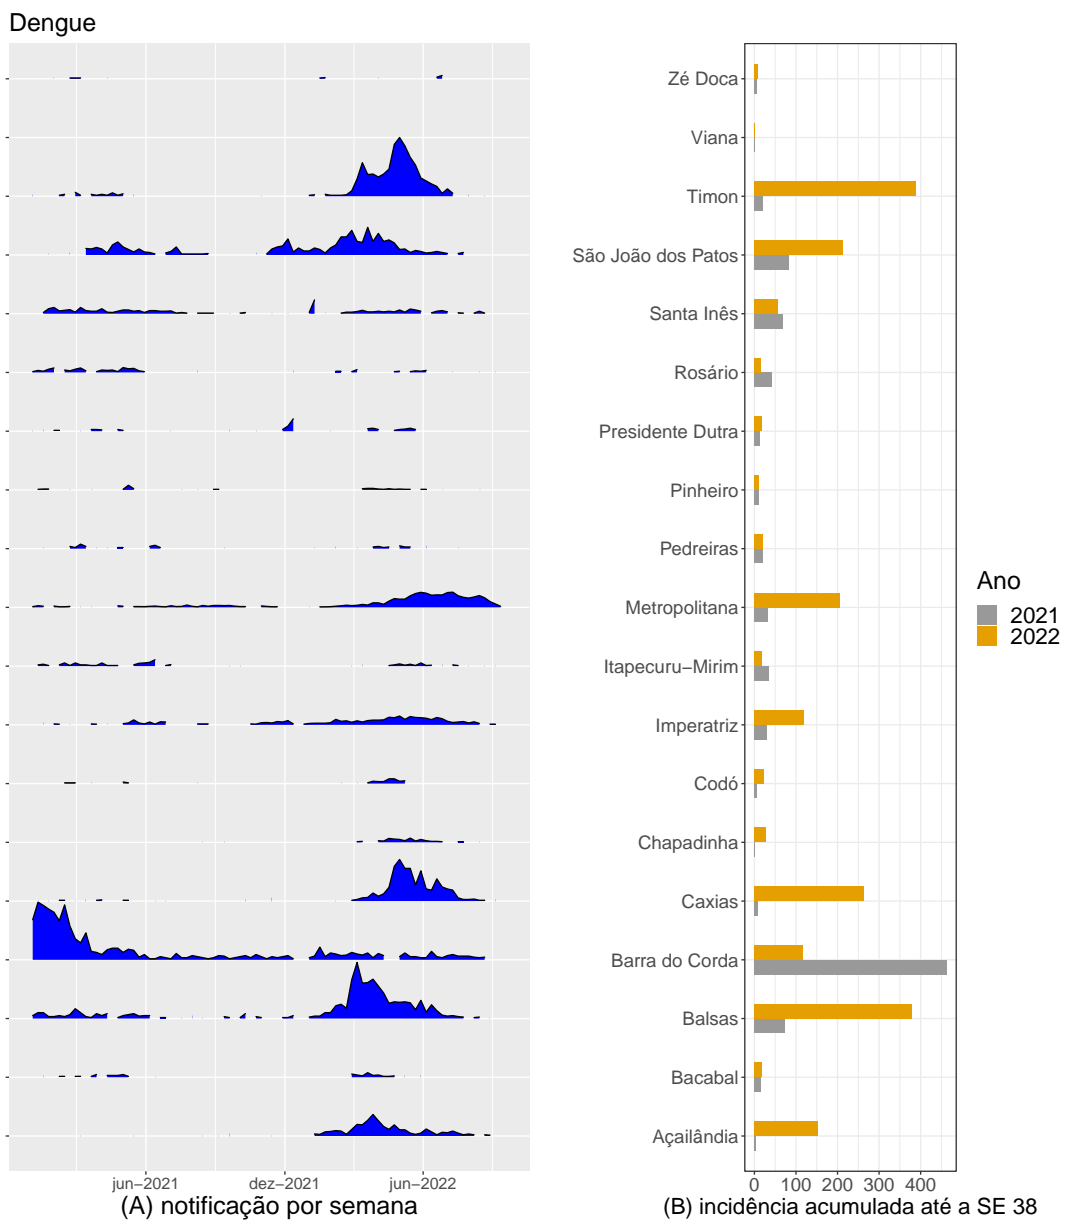 Dengue
Zé Doca
Viana
Timon
São João dos Patos
Santa Inês
Rosário
Presidente Dutra
Pinheiro
Pedreiras
Metropolitana
Itapecuru−Mirim
Imperatriz
Codó
Chapadinha
Caxias
Barra do Corda
Balsas
Bacabal
Açailândia
Ano
2021
2022
jun−2021 dez−2021 jun−2022
0 100 200 300 400
(A) notificação por semana
(B) incidência acumulada até a SE 38